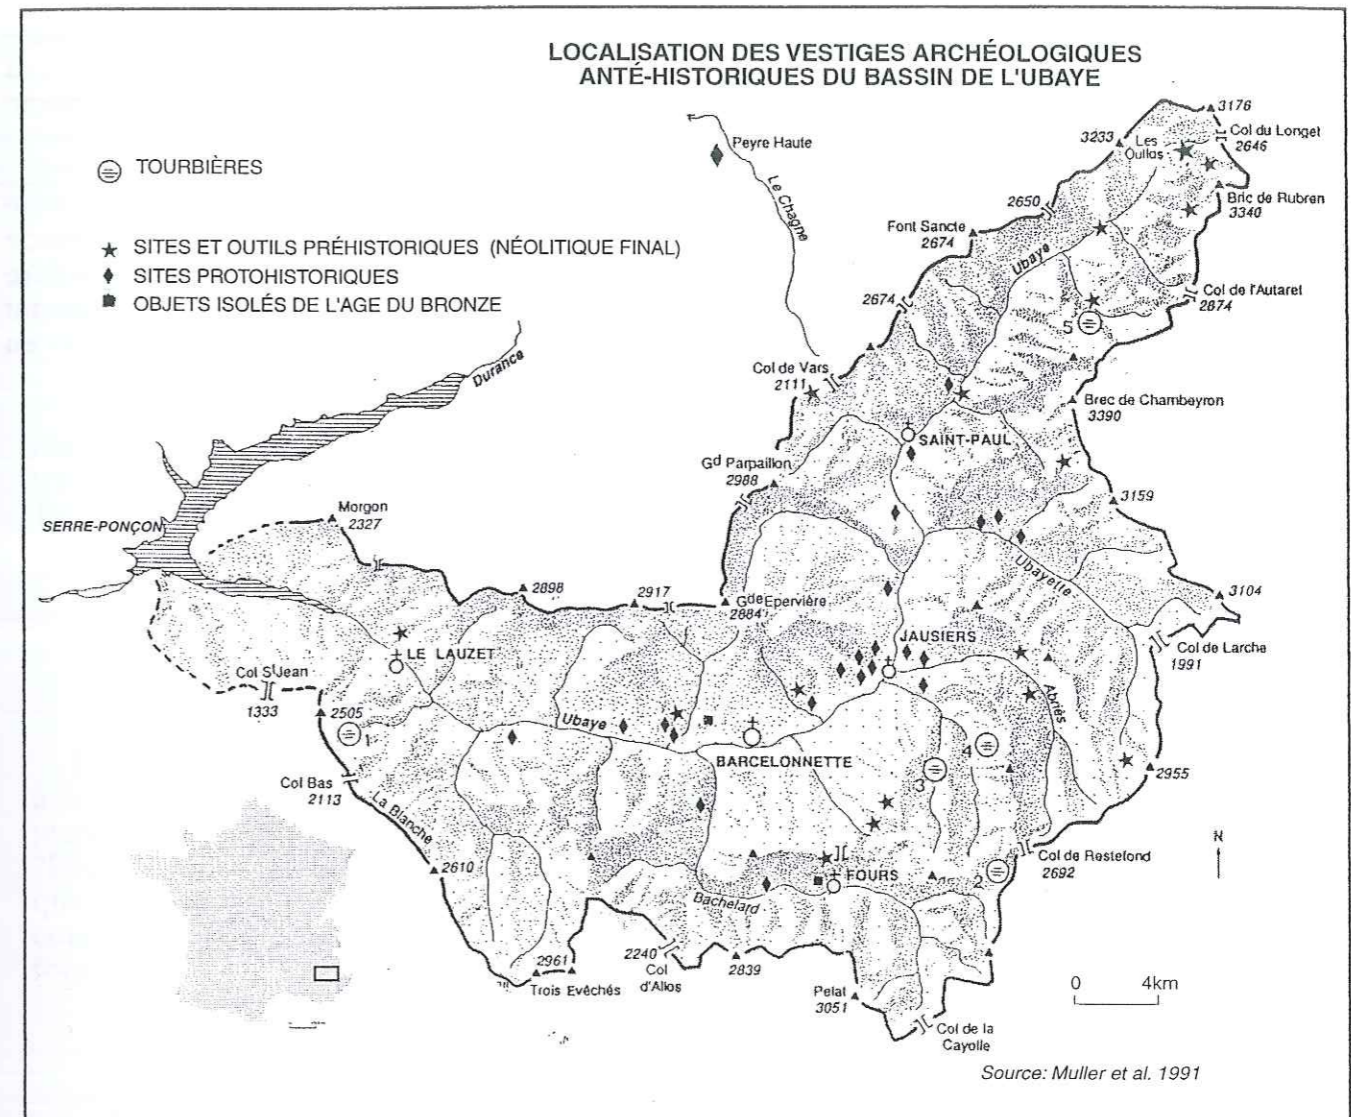 LOCALISATION DES VESTIGES ARCHÉOLOGIQUES
ANTÉ-HISTORIQUES DU BASSIN DE L'UBAYE
TOURBIÈRES
SITES ET OUTILS PRÉHISTORIQUES (NÉOLITIQUE FINAL)
SITES PROTOHISTORIQUES
OBJETS ISOLÉS DE L'AGE DU BRONZE
Peyre Haute
Le Chagne
3176
3233
Les
Oullos
Col du Longet
2646
Bric de Rubren
3340
2650
Font Sancte
2674
Ubaye
Col de l'Autaret
2874
2674
5
Durance
Col de Vars
2111
Brec de Chambeyron
3390
SAINT-PAUL
Gd Parpaillon
2988
3159
SERRE-PONÇON
Morgon
2327
Ubayette
2898
2917
Gde Epervière
2884
3104
JAUSIERS
Col de Larche
1991
LE LAUZET
Col St Jean
1333
Abriès
2505
1
Ubaye
BARCELONNETTE
4
3
2955
Col Bas
2113
La Blanche
2610
N
Col de Restefond
2692
2
FOURS
Bachelard
2240
Col
d'Allos
2839
2961
Trois Evêchés
Pelat
3051
0 4km
Col de la
Cayolle
Source: Muller et al. 1991